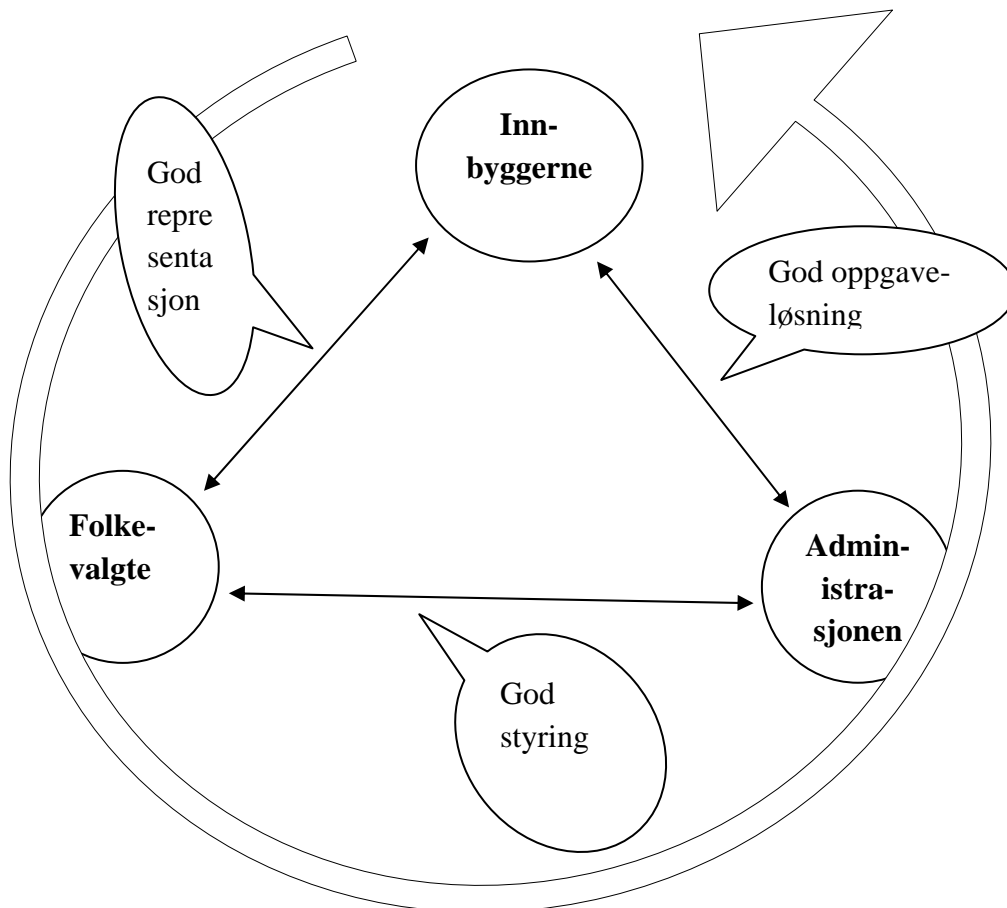 Inn-
byggerne
God
repre
senta
sjon
God oppgave-
løsning
Folke-
valgte
Admin-
istra-
sjonen
God
styring